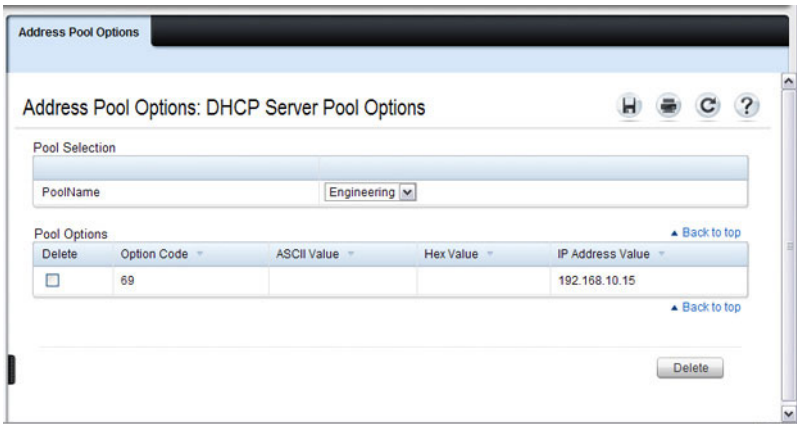 Address Pool Options
Address Pool Options: DHCP Server Pool Options
Pool Selection
PoolName Engineering
Pool Options Back to top
Delete Option Code ASCII Value Hex Value IP Address Value
69 192.168.10.15
Back to top
Delete